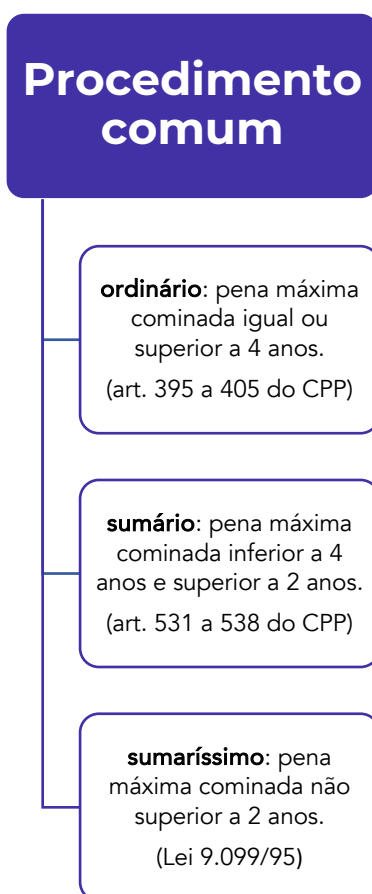 Procedimento
comum
ordinário: pena máxima
cominada igual ou
superior a 4 anos.
(art. 395 a 405 do CPP)
sumário: pena máxima
cominada inferior a 4
anos e superior a 2 anos.
(art. 531 a 538 do CPP)
sumaríssimo: pena
máxima cominada não
superior a 2 anos.
(Lei 9.099/95)